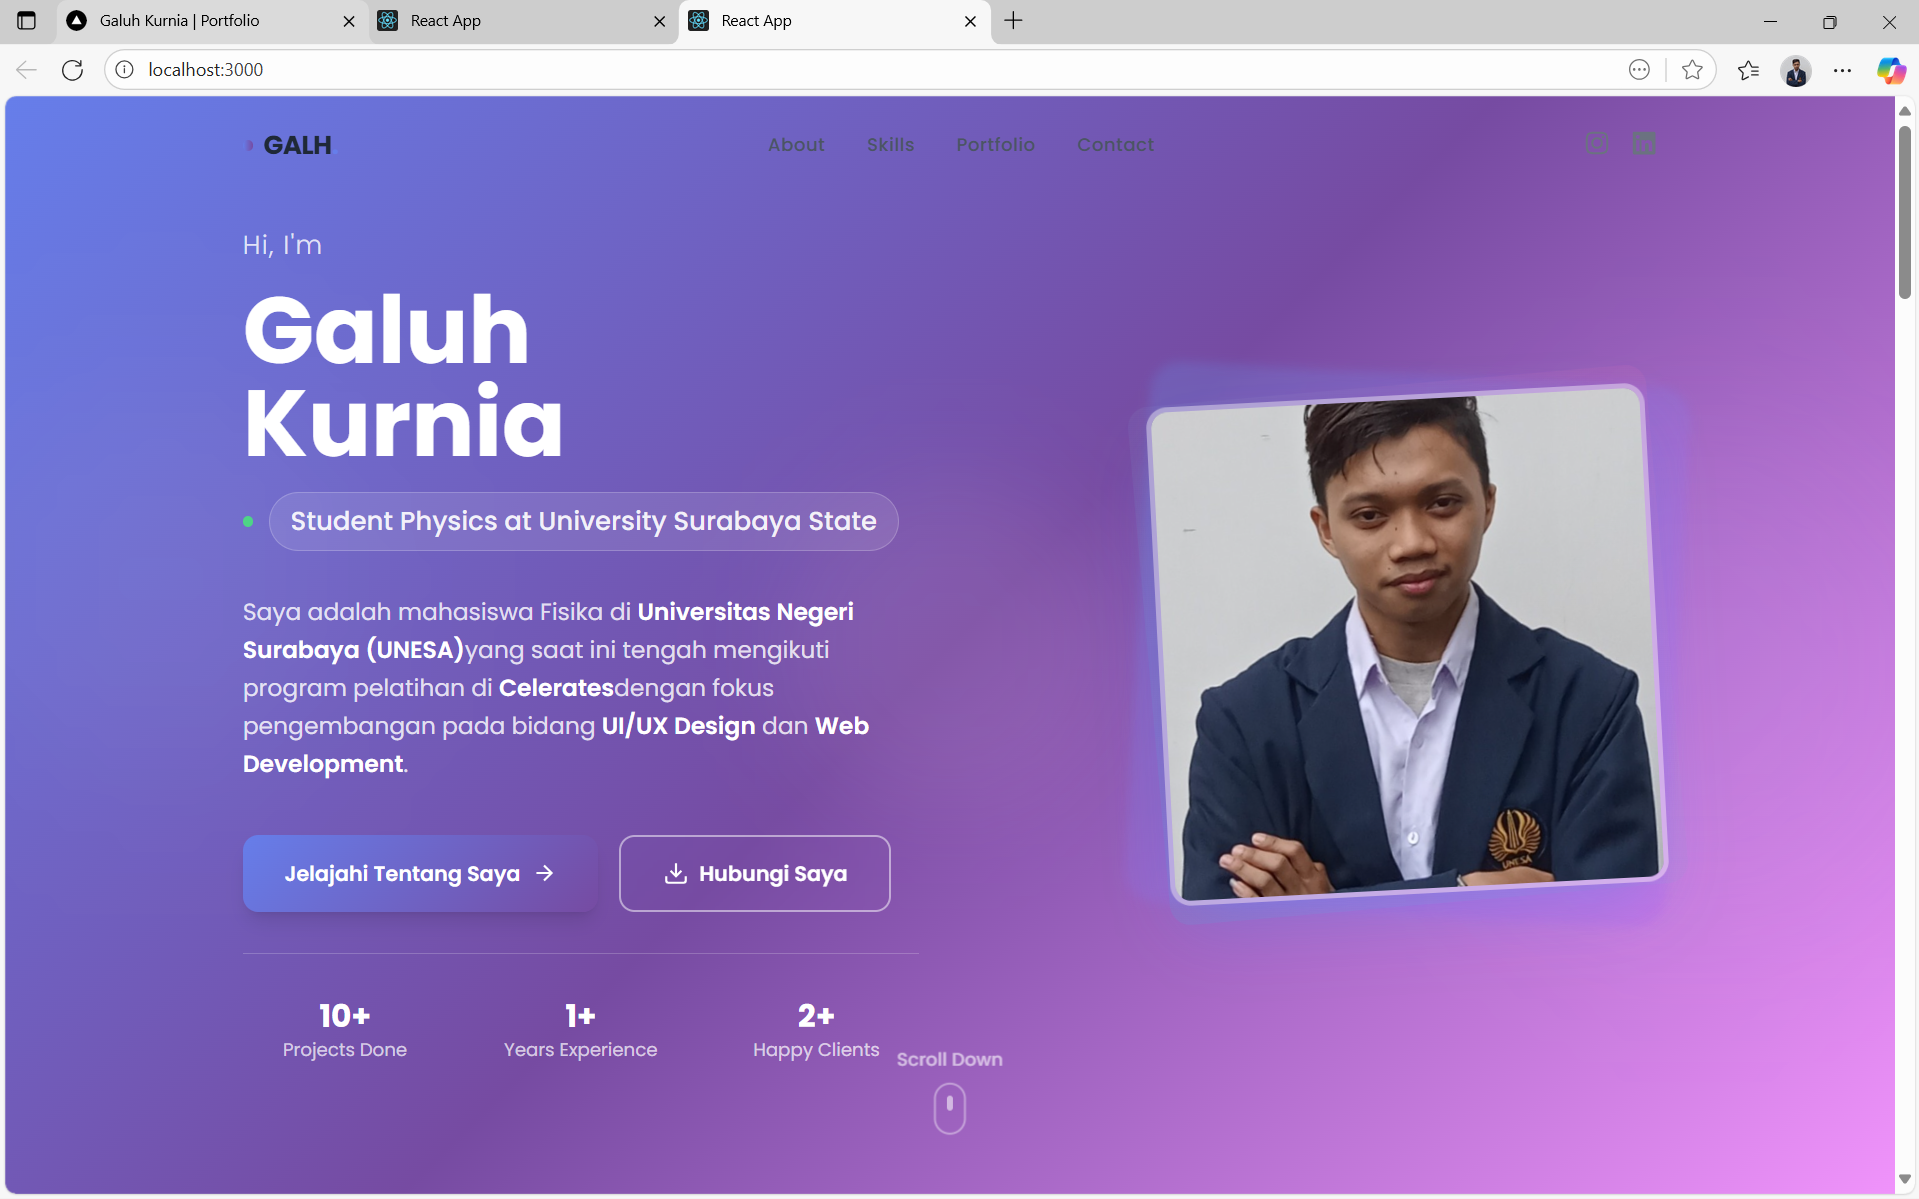 Galuh Kurnia | Portfolio
React App
React App
localhost:3000
GALH
About Skills Portfolio Contact
Hi, I'm
Galuh
Kurnia
Student Physics at University Surabaya State
Saya adalah mahasiswa Fisika di Universitas Negeri
Surabaya (UNESA)yang saat ini tengah mengikuti
program pelatihan di Celeratesdengan fokus
pengembangan pada bidang UI/UX Design dan Web
Development.
Jelajahi Tentang Saya →
Hubungi Saya
10+
Projects Done
1+
Years Experience
2+
Happy Clients
Scroll Down
UNESA